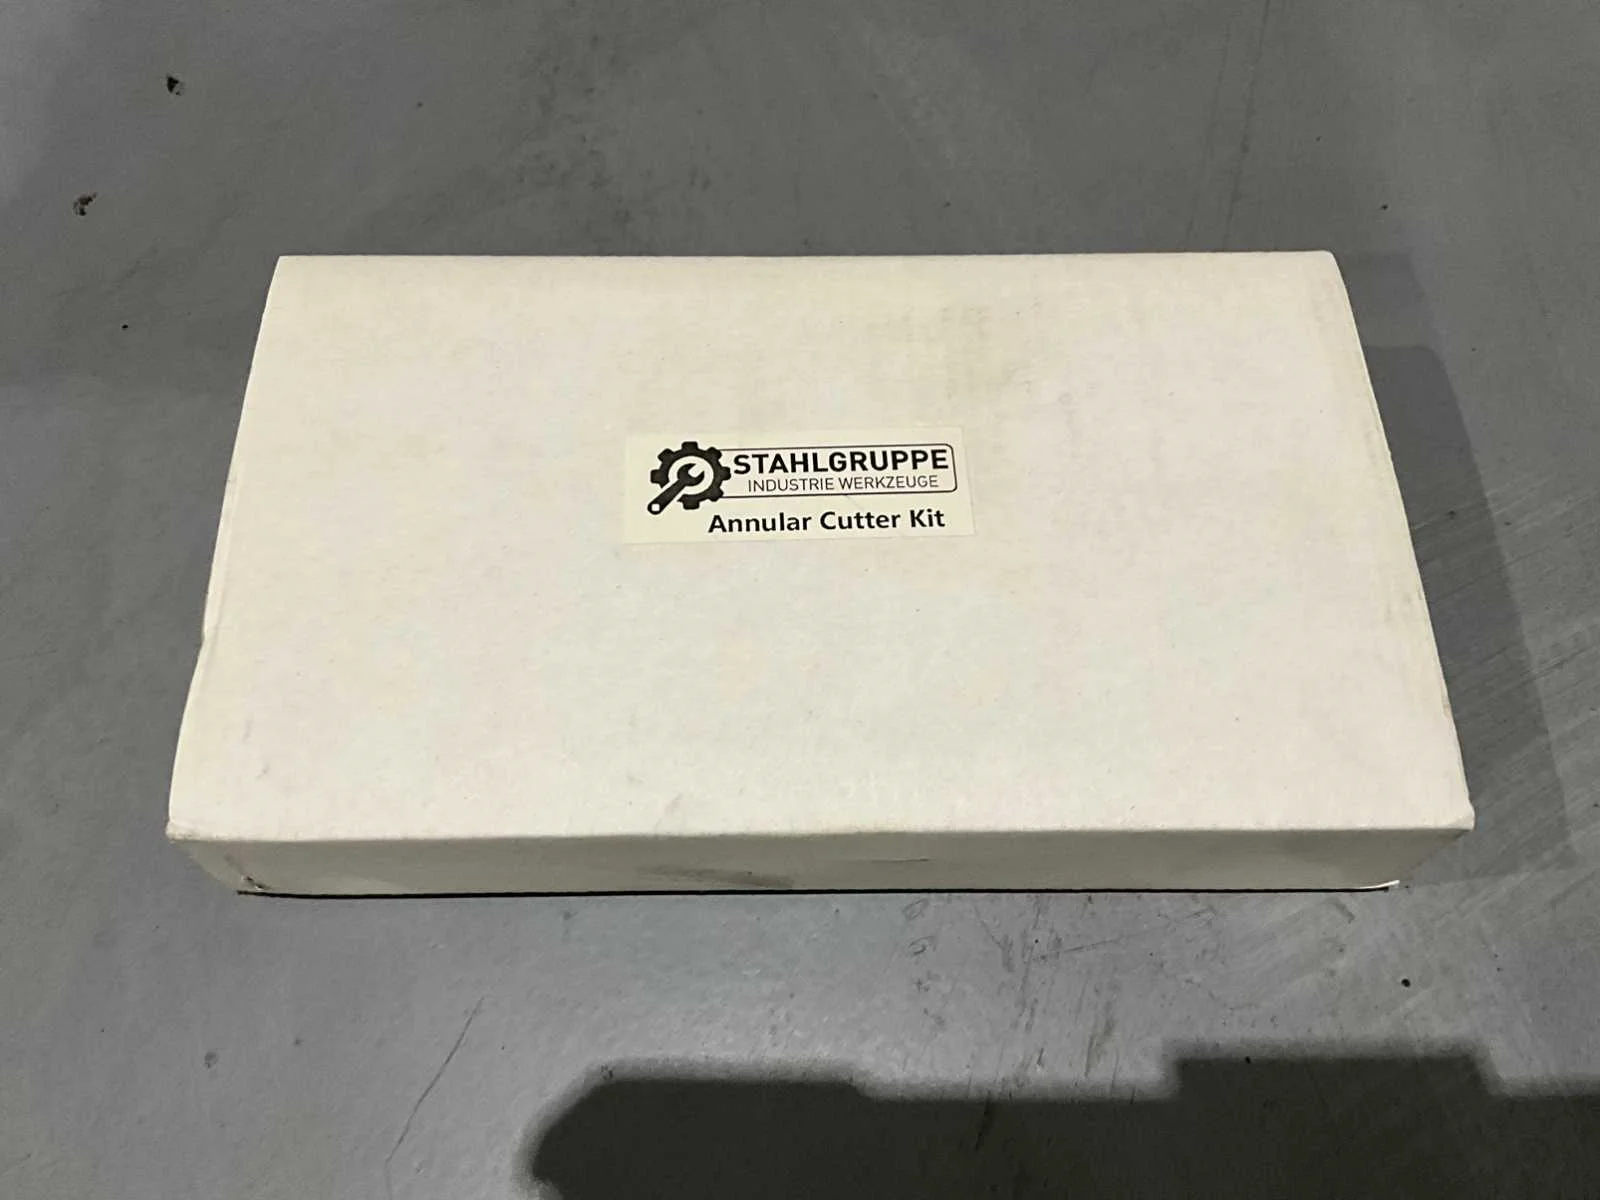 STAHLGRUPPE
INDUSTRIE WERKZEUGE
Annular Cutter Kit